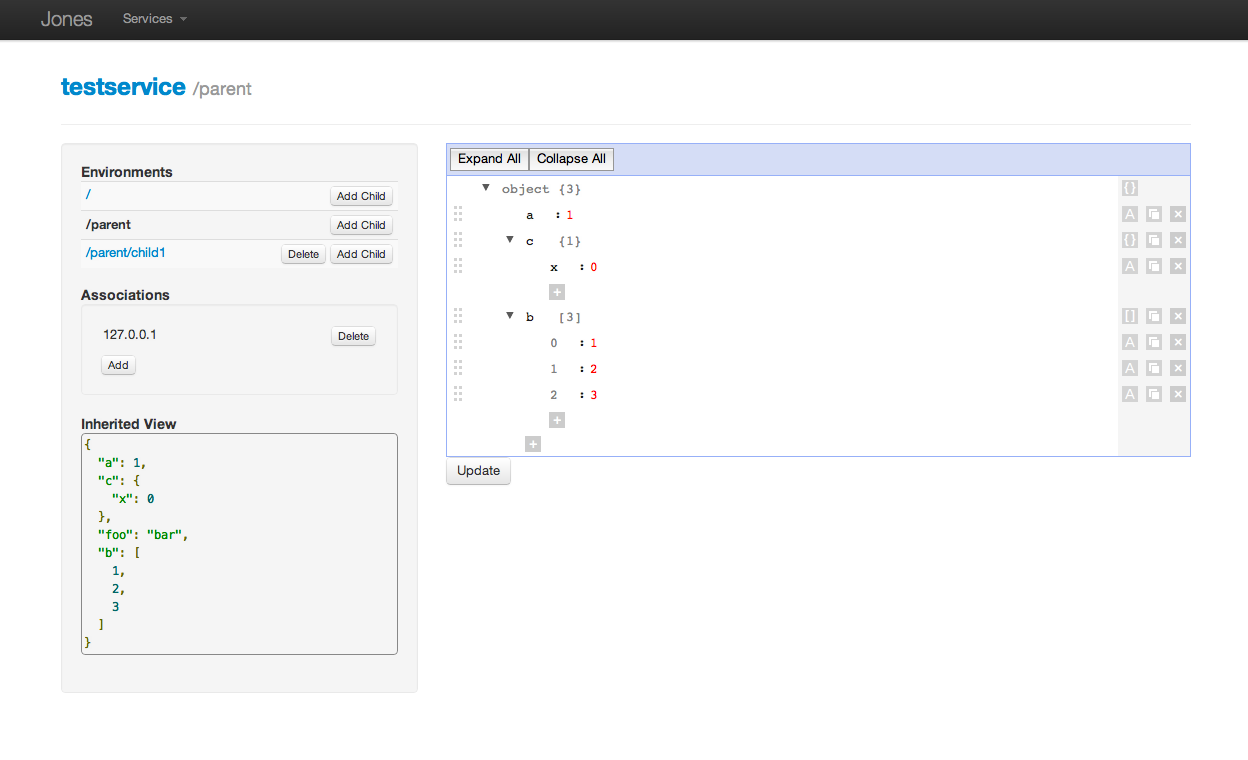 Jones Services
testservice /parent
Environments
/ Add Child
/parent Add Child
/parent/child1 Delete Add Child
Associations
127.0.0.1 Delete
Add
Inherited View
{
"a": 1,
"c": {
"x": 0
},
"foo": "bar",
"b": [
1,
2,
3
]
}
Expand All Collapse All
object {3} {}
a : 1 A
c {1} {}
x : 0 A
+
b [3] []
0 : 1 A
1 : 2 A
2 : 3 A
+
+
Update